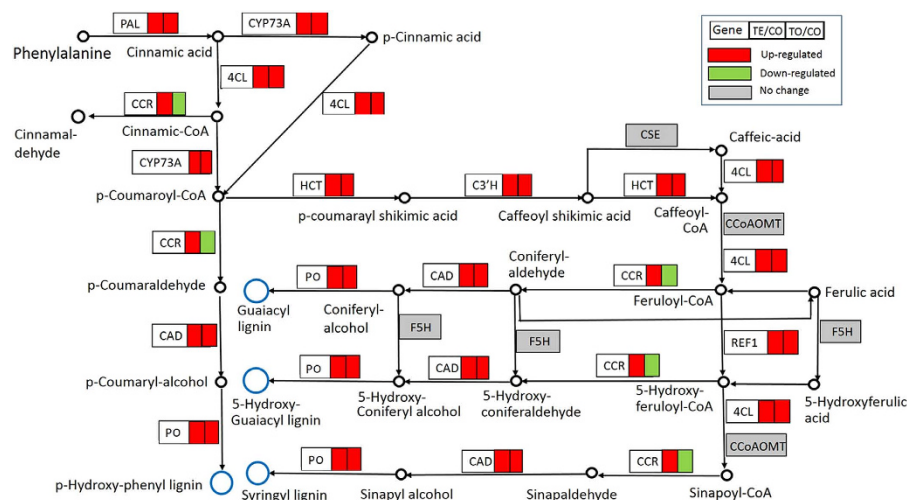 PAL
CYP73A
Gene TE/CO TO/CO
Up-regulated
Down-regulated
No change
Phenylalanine
Cinnamic acid
p-Cinnamic acid
4CL
4CL
CCR
CSE
Caffeic-acid
Cinnamal-
dehyde
Cinnamic-CoA
CYP73A
4CL
HCT
C3'H
HCT
p-Coumaroyl-CoA
p-coumarayl shikimic acid
Caffeoyl shikimic acid
Caffeoyl-
CoA
CCoAOMT
CCR
4CL
PO
CAD
Coniferyl-
aldehyde
CCR
p-Coumaraldehyde
Guaiacyl
lignin
Coniferyl-
alcohol
Feruloyl-CoA
Ferulic acid
F5H
F5H
F5H
CAD
REF1
PO
CAD
CCR
p-Coumaryl-alcohol
5-Hydroxy-
Guaiacyl lignin
5-Hydroxy-
Coniferyl alcohol
5-Hydroxy-
coniferaldehyde
5-Hydroxy-
feruloyl-CoA
5-Hydroxyferulic
acid
4CL
PO
CCoAOMT
PO
CAD
CCR
p-Hydroxy-phenyl lignin
Syringyl lignin
Sinapyl alcohol
Sinapaldehyde
Sinapoyl-CoA